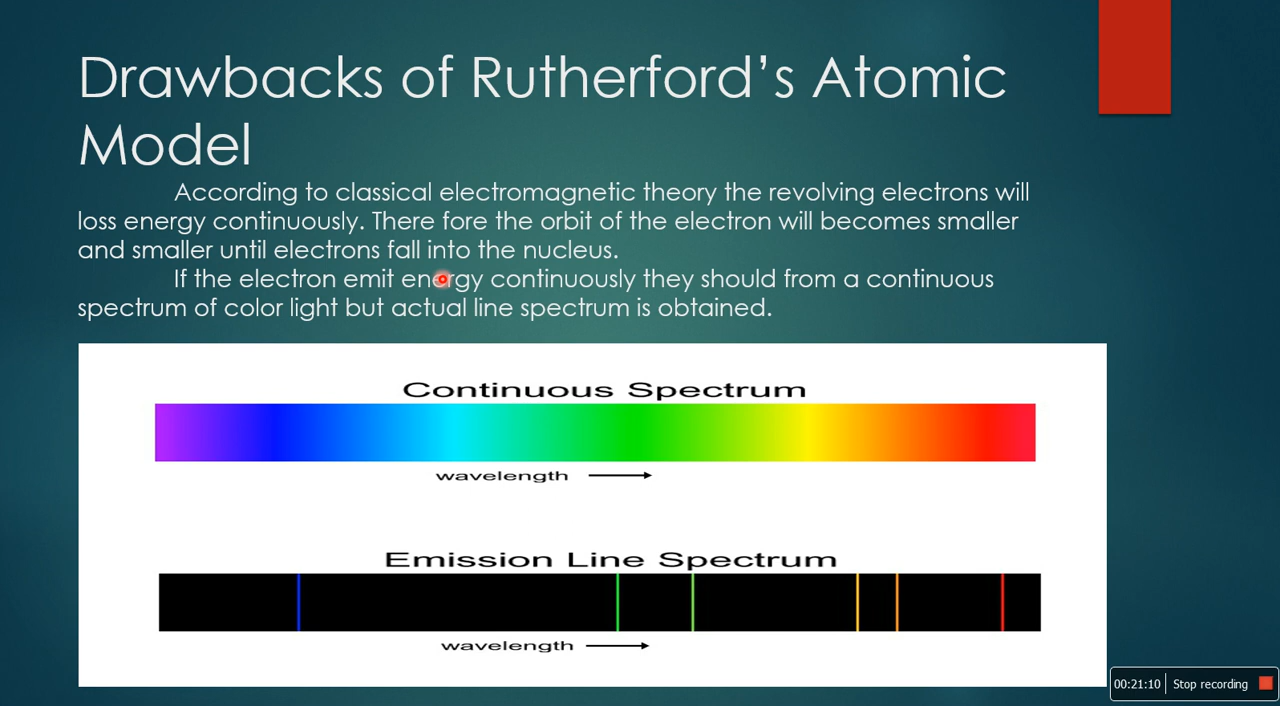 Drawbacks of Rutherford’s Atomic
Model
According to classical electromagnetic theory the revolving electrons will
loss energy continuously. There fore the orbit of the electron will becomes smaller
and smaller until electrons fall into the nucleus.
If the electron emit energy continuously they should from a continuous
spectrum of color light but actual line spectrum is obtained.
Continuous Spectrum
wavelength
Emission Line Spectrum
wavelength
00:21:10 Stop recording